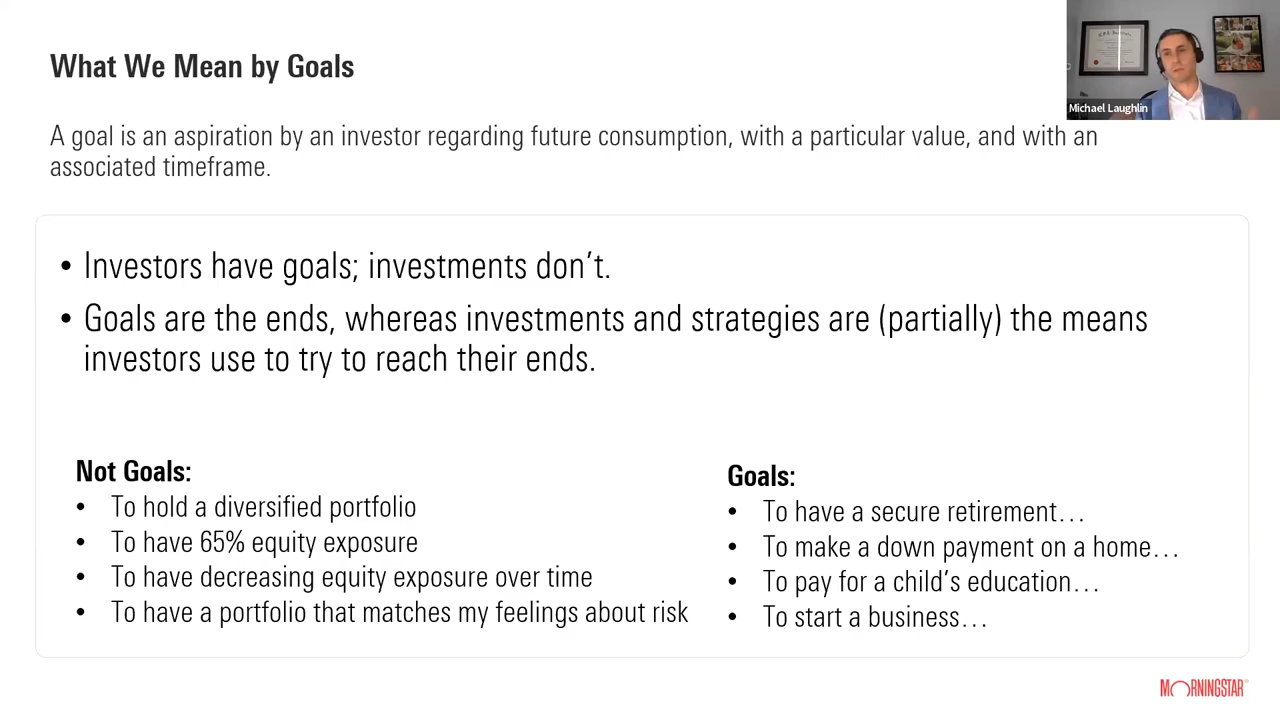 What We Mean by Goals
Michael Laughlin
A goal is an aspiration by an investor regarding future consumption, with a particular value, and with an
associated timeframe.
• Investors have goals; investments don’t.
• Goals are the ends, whereas investments and strategies are (partially) the means
investors use to try to reach their ends.
Not Goals:
• To hold a diversified portfolio
• To have 65% equity exposure
• To have decreasing equity exposure over time
• To have a portfolio that matches my feelings about risk
Goals:
• To have a secure retirement…
• To make a down payment on a home…
• To pay for a child’s education…
• To start a business…
MORNINGSTAR